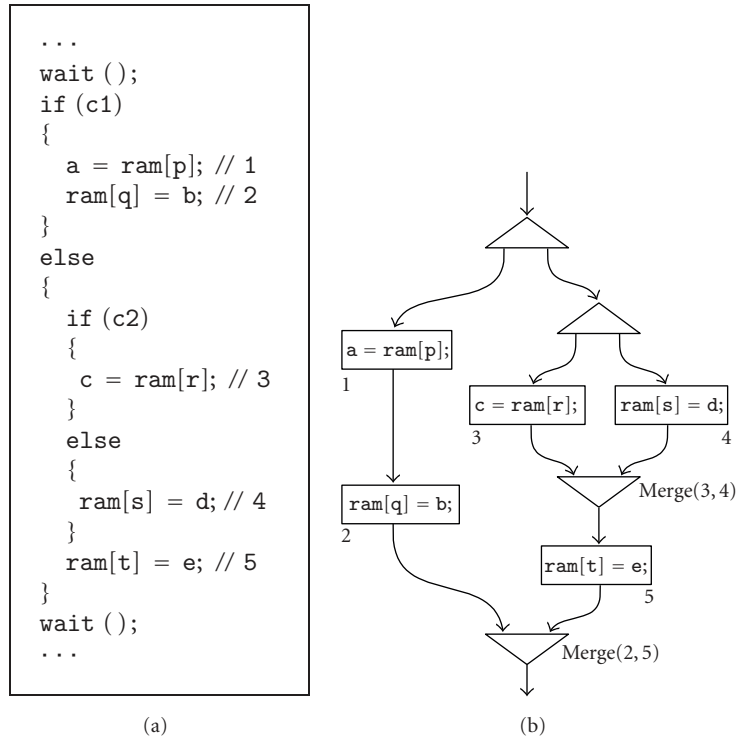 ...
wait ();
if (c1)
{
a = ram[p]; // 1
ram[q] = b; // 2
}
else
{
if (c2)
{
c = ram[r]; // 3
}
else
{
ram[s] = d; // 4
}
ram[t] = e; // 5
}
wait ();
...
(a)
a = ram[p];
1
c = ram[r];
3
ram[s] = d;
4
Merge(3, 4)
ram[q] = b;
2
ram[t] = e;
5
Merge(2, 5)
(b)